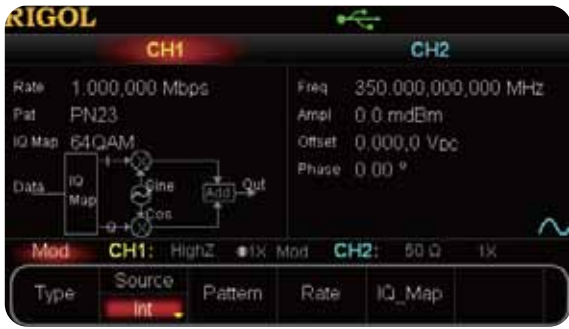 RIGOL
CH1
CH2
Rate 1.000,000 Mbps
Pat PN23
IQ Map 64QAM
Data
IQ Map
I
Q
Sine
Cos
Add
Out
Freq 350.000,000,000 MHz
Ampl 0.0 mdBm
Offset 0.000,0 VDC
Phase 0.00 °
Mod CH1: HighZ 1X Mod CH2: 50 Ω 1X
Type
Source
Int
Pattern
Rate
IQ_Map